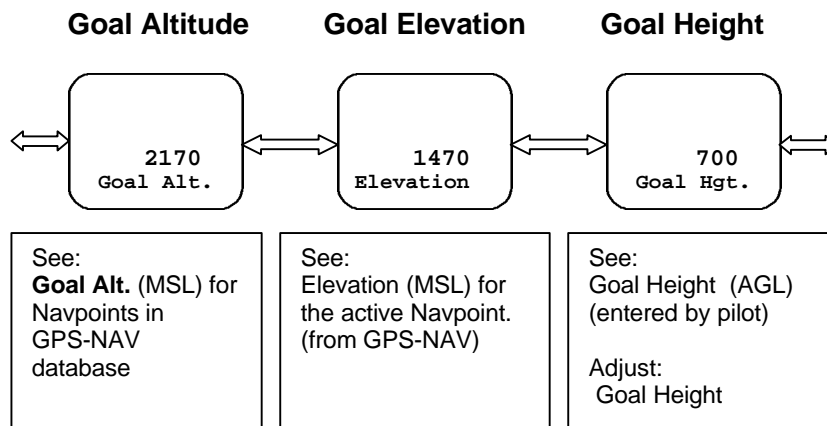 Goal Altitude
Goal Elevation
Goal Height
2170
Goal Alt.
1470
Elevation
700
Goal Hgt.
See:
Goal Alt. (MSL) for
Navpoints in
GPS-NAV
database
See:
Elevation (MSL) for
the active Navpoint.
(from GPS-NAV)
See:
Goal Height (AGL)
(entered by pilot)
Adjust:
Goal Height